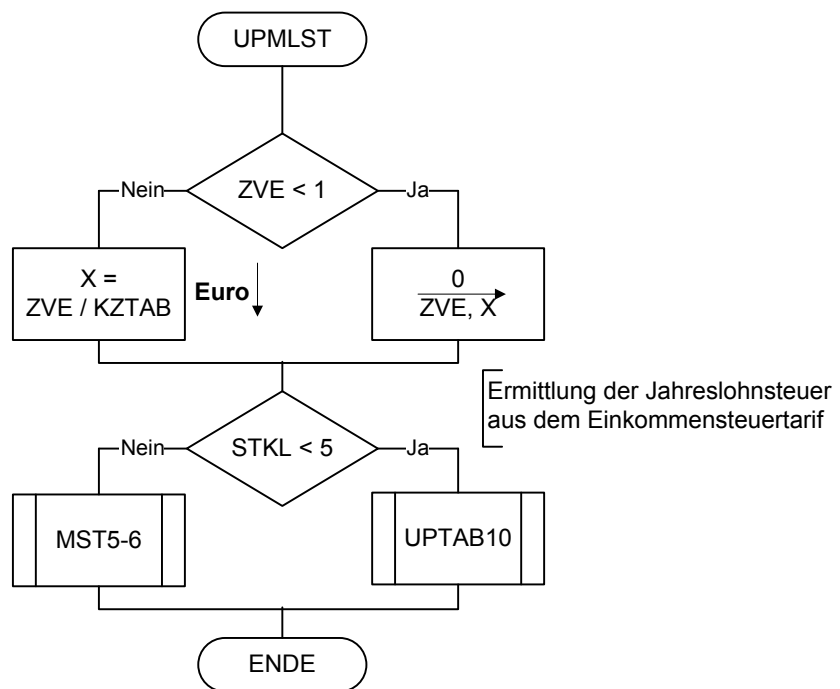 UPMLST
Nein
ZVE < 1
Ja
X =
ZVE / KZTAB
Euro
0
ZVE, X
Ermittlung der Jahreslohnsteuer
aus dem Einkommensteuertarif
Nein
STKL < 5
Ja
MST5-6
UPTAB10
ENDE